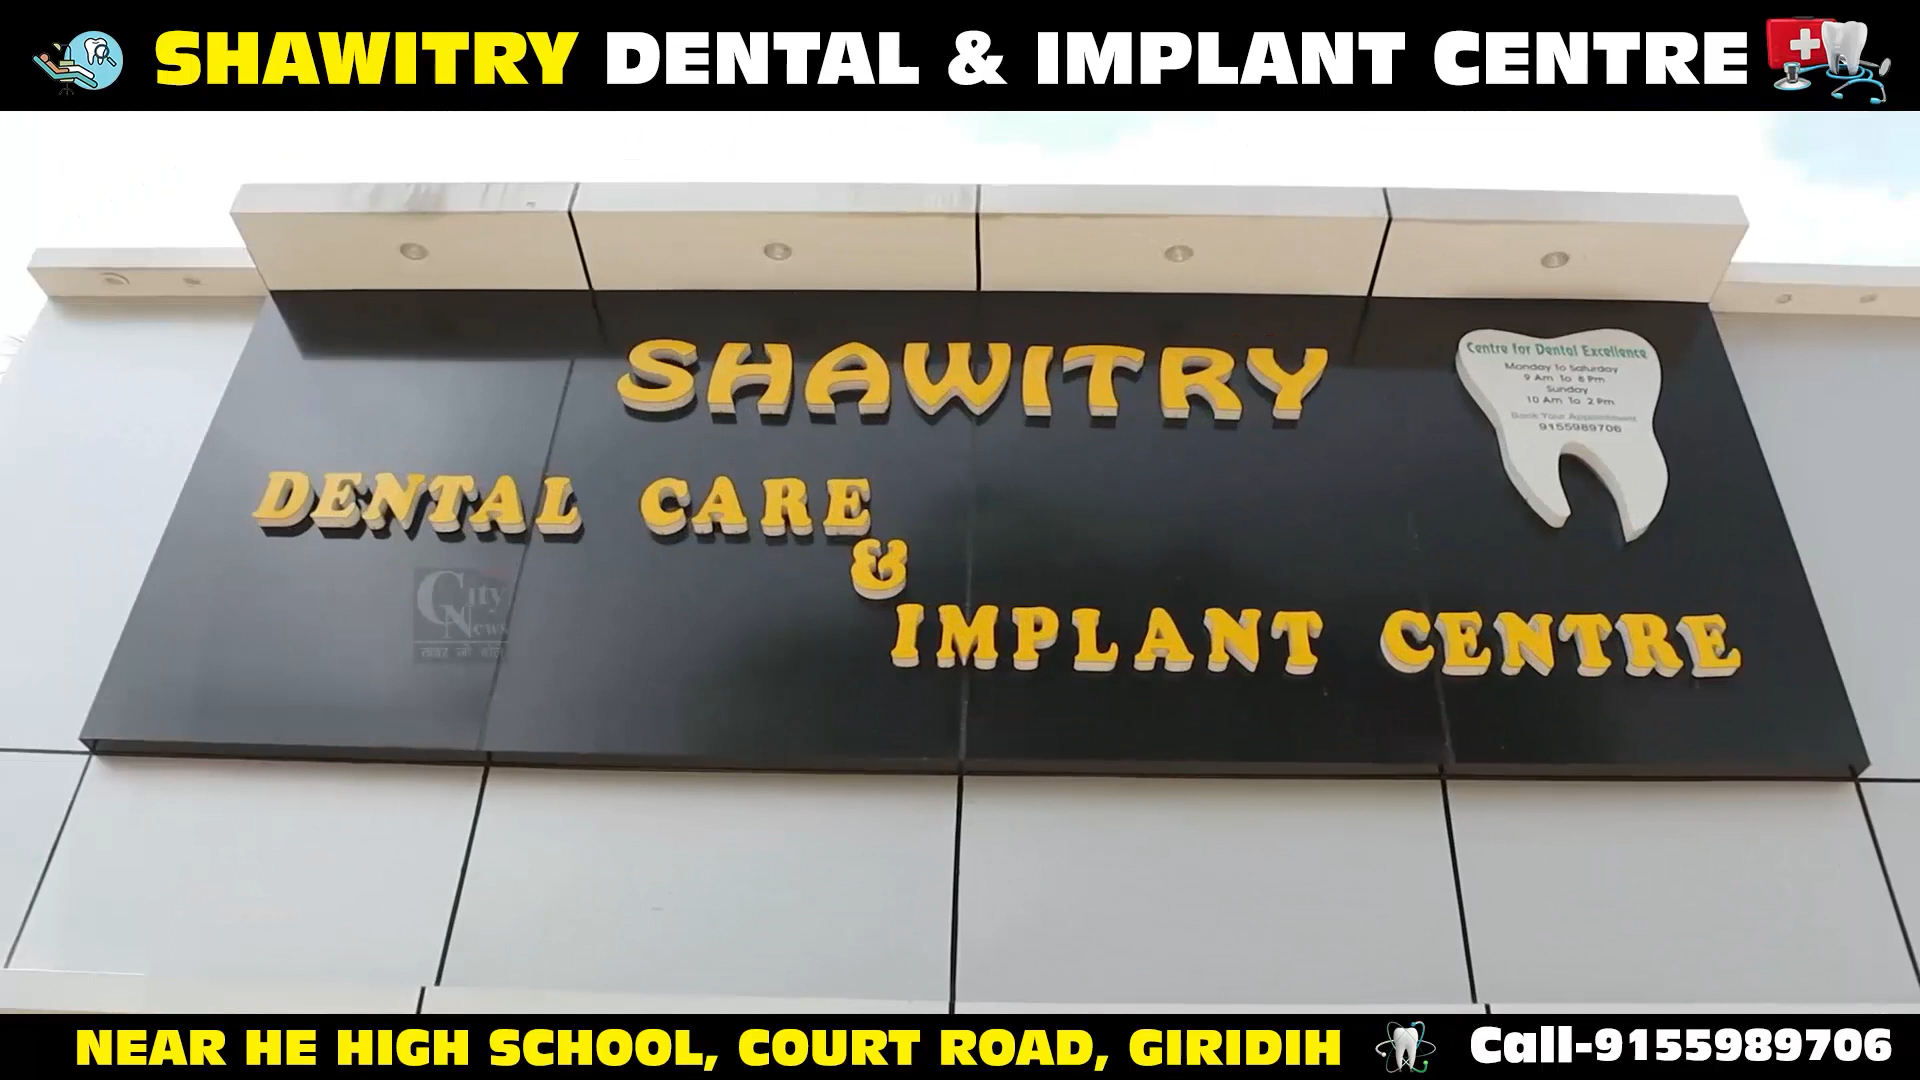 SHAWITRY DENTAL & IMPLANT CENTRE
SHAWITRY
Centre for Dental Excellence
Monday To Saturday
9 Am To 8 Pm
Sunday
10 Am To 2 Pm
Book Your Appointment
9155989706
DENTAL CARE
&
IMPLANT CENTRE
City
News
खबर जो बोले
NEAR HE HIGH SCHOOL, COURT ROAD, GIRIDIH
Call-9155989706